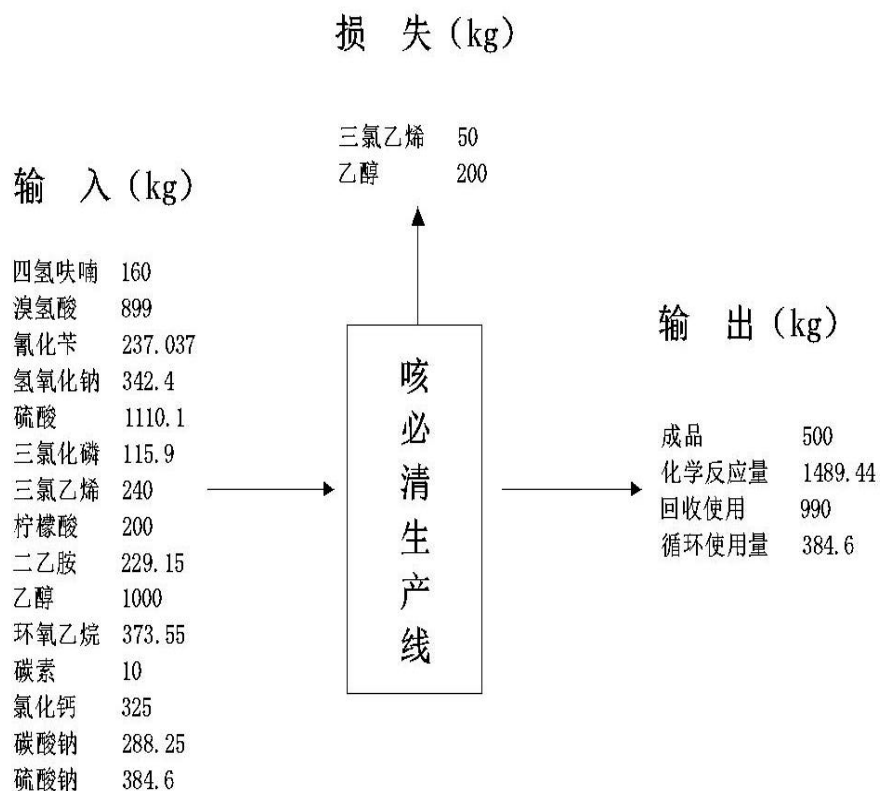 损 失（kg）
三氯乙烯 50
乙醇 200
输 入（kg）
四氢呋喃 160
溴氢酸 899
氰化苄 237.037
氢氧化钠 342.4
硫酸 1110.1
三氯化磷 115.9
三氯乙烯 240
柠檬酸 200
二乙胺 229.15
乙醇 1000
环氧乙烷 373.55
碳素 10
氯化钙 325
碳酸钠 288.25
硫酸钠 384.6
咳必清生产线
输 出（kg）
成品 500
化学反应量 1489.44
回收使用 990
循环使用量 384.6